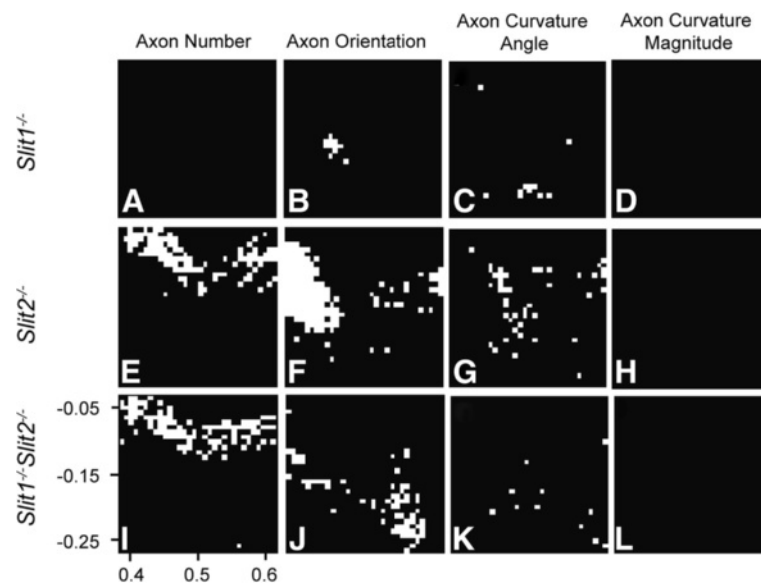 Axon Number
Axon Orientation
Axon Curvature
Angle
Axon Curvature
Magnitude
Slit1-/-
A
B
C
D
Slit2-/-
E
F
G
H
Slit1-/-Slit2-/-
-0.05
-0.15
-0.25
I
J
K
L
0.4
0.5
0.6